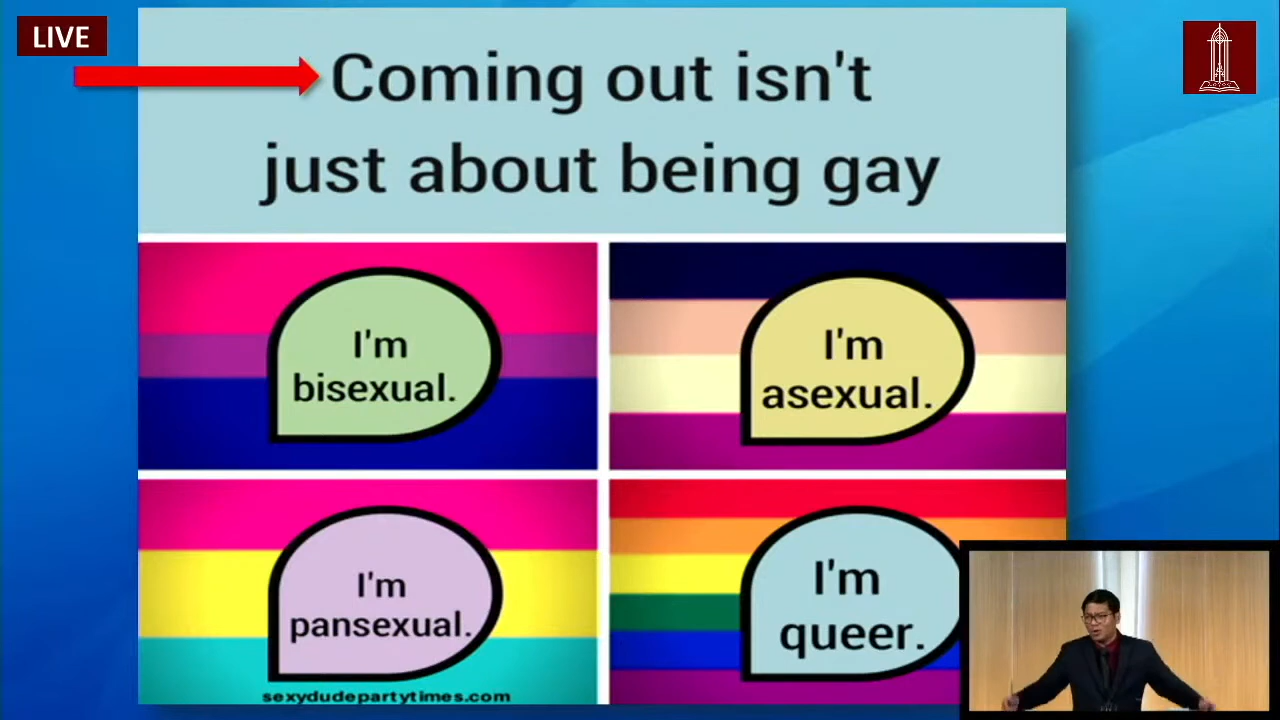 LIVE
Coming out isn't
just about being gay
I'm
bisexual.
I'm
asexual.
I'm
pansexual.
I'm
queer.
sexydudepartytimes.com